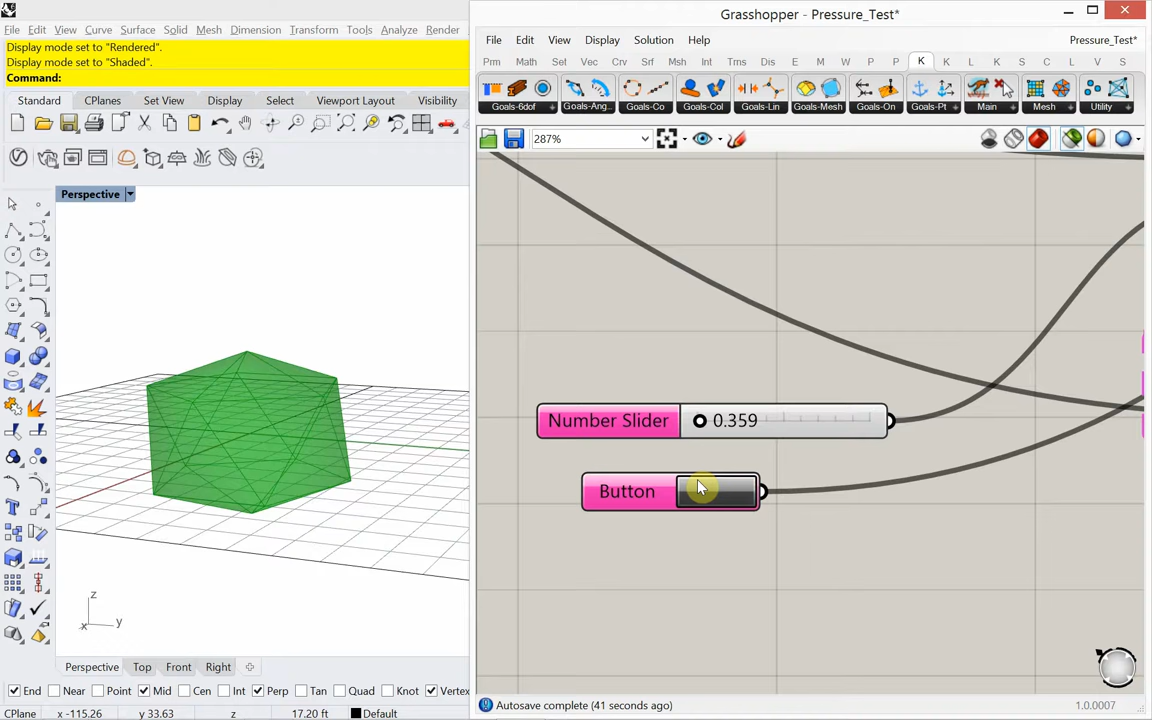 File Edit View Curve Surface Solid Mesh Dimension Transform Tools Analyze Render
Display mode set to "Rendered".
Display mode set to "Shaded".
Command:
Standard CPlanes Set View Display Select Viewport Layout Visibility
Perspective
z
y
x
Perspective Top Front Right
End Near Point Mid Cen Int Perp Tan Quad Knot Vertex
CPlane x -115.26 y 33.63 z 17.20 ft Default
Grasshopper - Pressure_Test*
File Edit View Display Solution Help Pressure_Test*
Prm Math Set Vec Crv Srf Msh Int Trns Dis E M W P K K L K S C L V S
Goals-6dof Goals-Ang... Goals-Co Goals-Col Goals-Lin Goals-Mesh Goals-On Goals-Pt Main Mesh Utility
287%
Number Slider 0.359
Button
Autosave complete (41 seconds ago) 1.0.0007